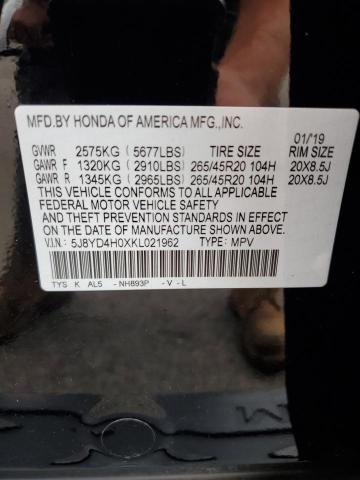 MFD.BY HONDA OF AMERICA MFG.,INC.
01/19
GVWR 2575KG (5677LBS) TIRE SIZE RIM SIZE
GAWR F 1320KG (2910LBS) 265/45R20 104H 20X8.5J
GAWR R 1345KG (2965LBS) 265/45R20 104H 20X8.5J
THIS VEHICLE CONFORMS TO ALL APPLICABLE
FEDERAL MOTOR VEHICLE SAFETY
AND THEFT PREVENTION STANDARDS IN EFFECT
ON THE DATE OF MANUFACTURE SHOWN ABOVE
V.I.N.: 5J8YD4H0XKL021962 TYPE: MPV
TYS K AL5 -NH893P -V -L